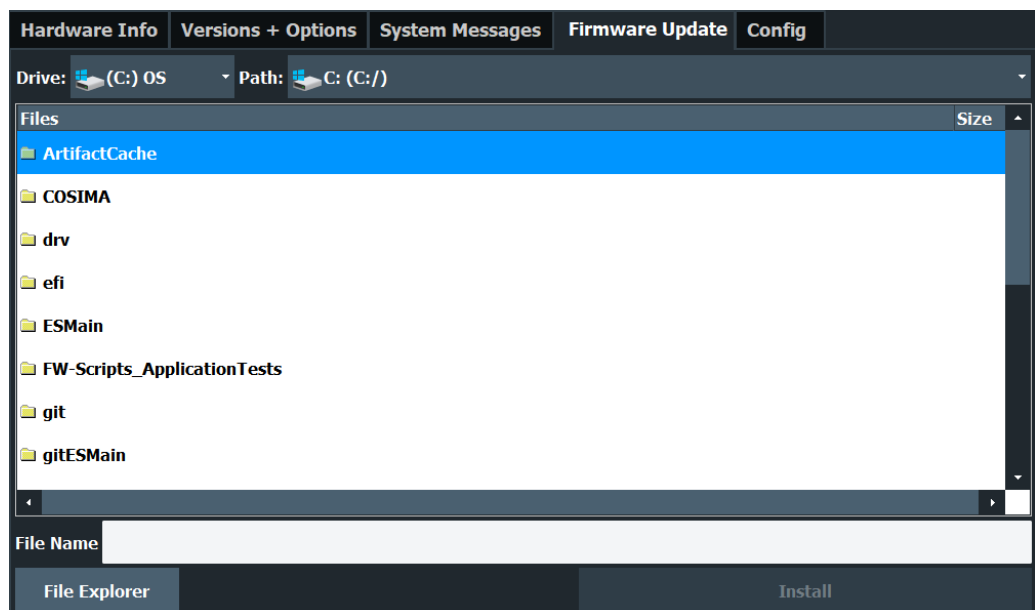 Hardware Info Versions + Options System Messages Firmware Update Config
Drive: (C:) OS Path: C: (C:/)
Files Size
ArtifactCache
COSIMA
drv
efi
ESMain
FW-Scripts_ApplicationTests
git
gitESMain
File Name
File Explorer Install